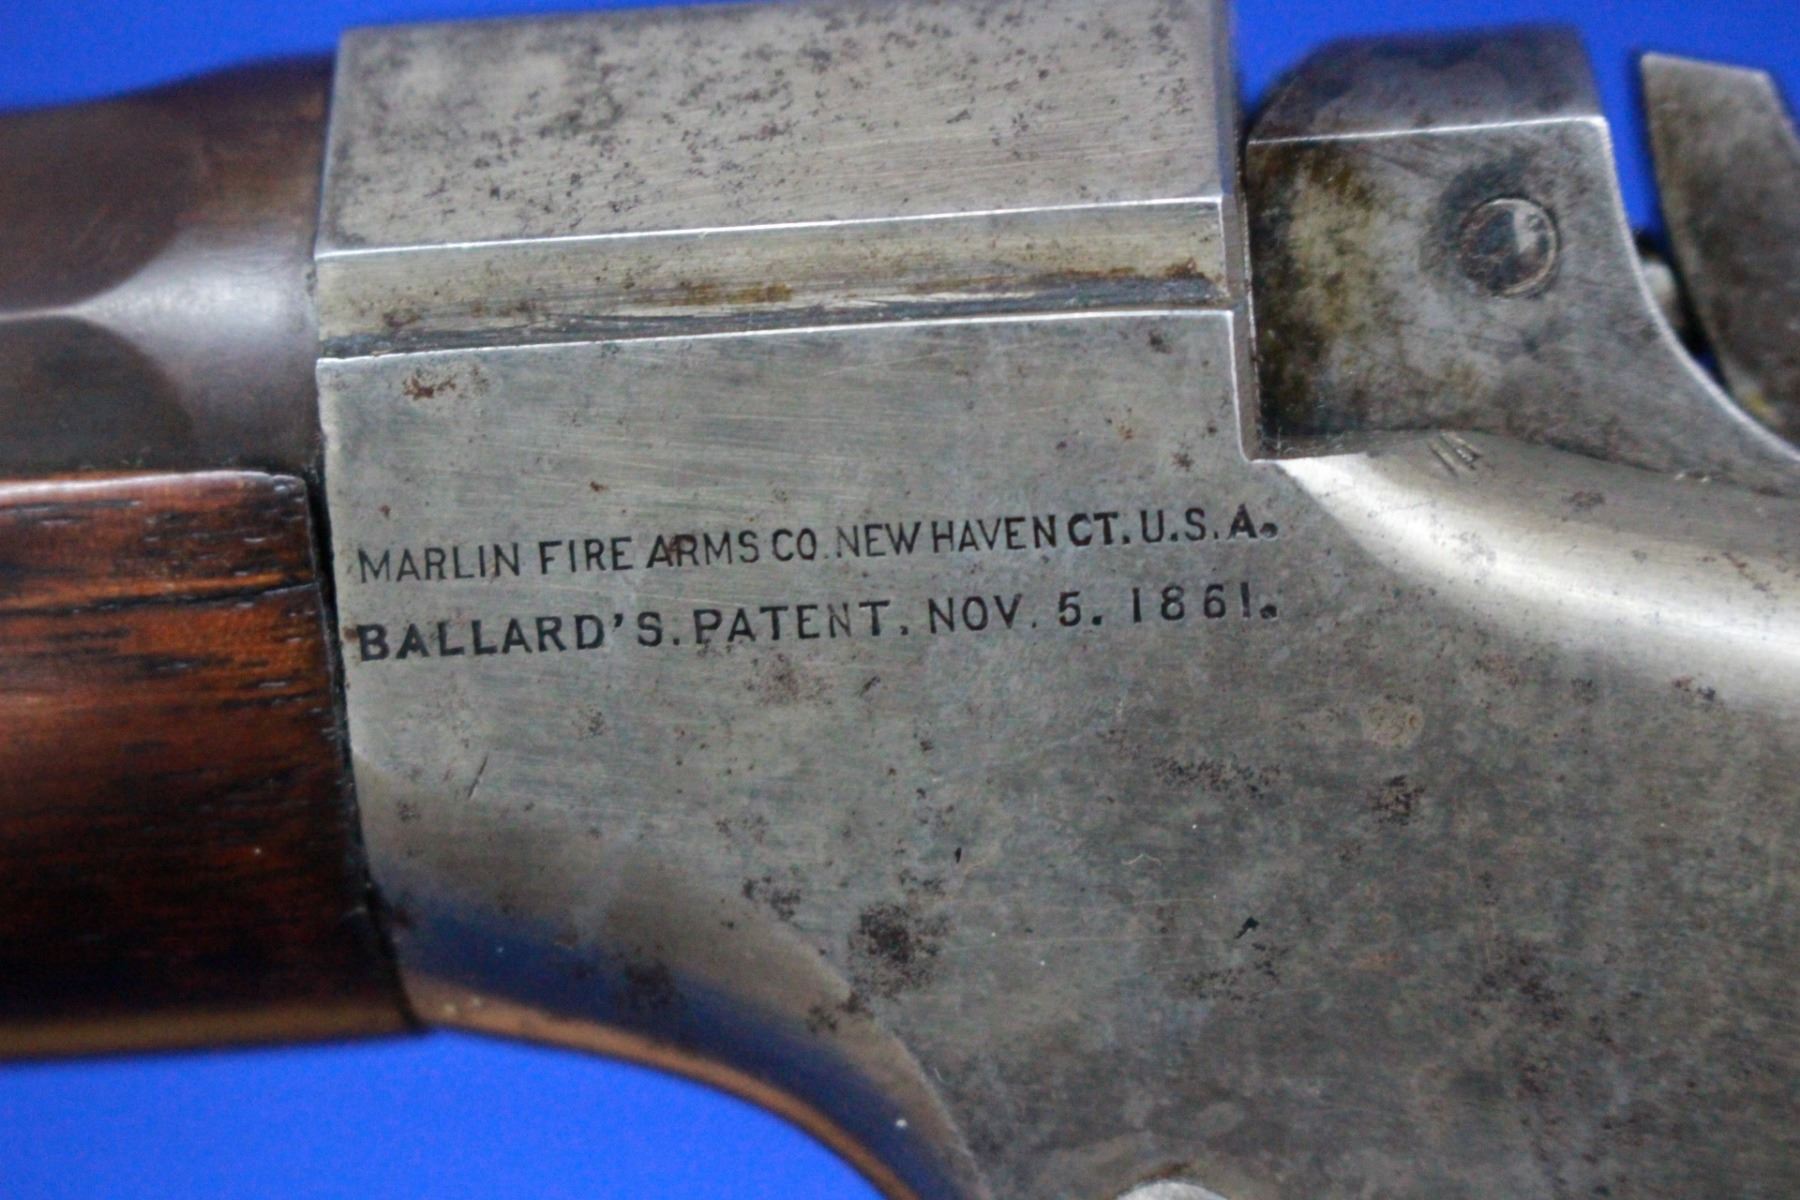 MARLIN FIRE ARMS CO. NEW HAVEN CT. U.S.A.
BALLARD'S. PATENT. NOV. 5. 1861.